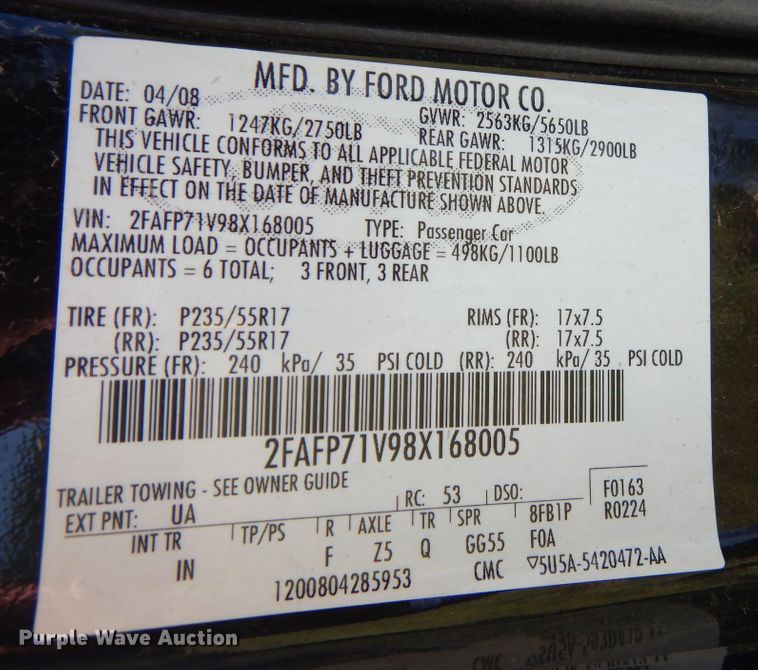 MFD. BY FORD MOTOR CO.
DATE: 04/08 GVWR: 2563KG/5650LB
FRONT GAWR: 1247KG/2750LB REAR GAWR: 1315KG/2900LB
THIS VEHICLE CONFORMS TO ALL APPLICABLE FEDERAL MOTOR
VEHICLE SAFETY, BUMPER, AND THEFT PREVENTION STANDARDS
IN EFFECT ON THE DATE OF MANUFACTURE SHOWN ABOVE.
VIN: 2FAFP71V98X168005 TYPE: Passenger Car
MAXIMUM LOAD = OCCUPANTS + LUGGAGE = 498KG/1100LB
OCCUPANTS = 6 TOTAL; 3 FRONT, 3 REAR
TIRE (FR): P235/55R17 RIMS (FR): 17x7.5
(RR): P235/55R17 (RR): 17x7.5
PRESSURE (FR): 240 kPa/ 35 PSI COLD (RR): 240 kPa/ 35 PSI COLD
2FAFP71V98X168005
TRAILER TOWING - SEE OWNER GUIDE
EXT PNT: UA RC: 53 DSO: F0163
INT TR TP/PS R AXLE TR SPR 8FB1P R0224
IN F Z5 Q GG55 FOA
1200804285953 CMC ▽5U5A-5420472-AA
Purple Wave Auction